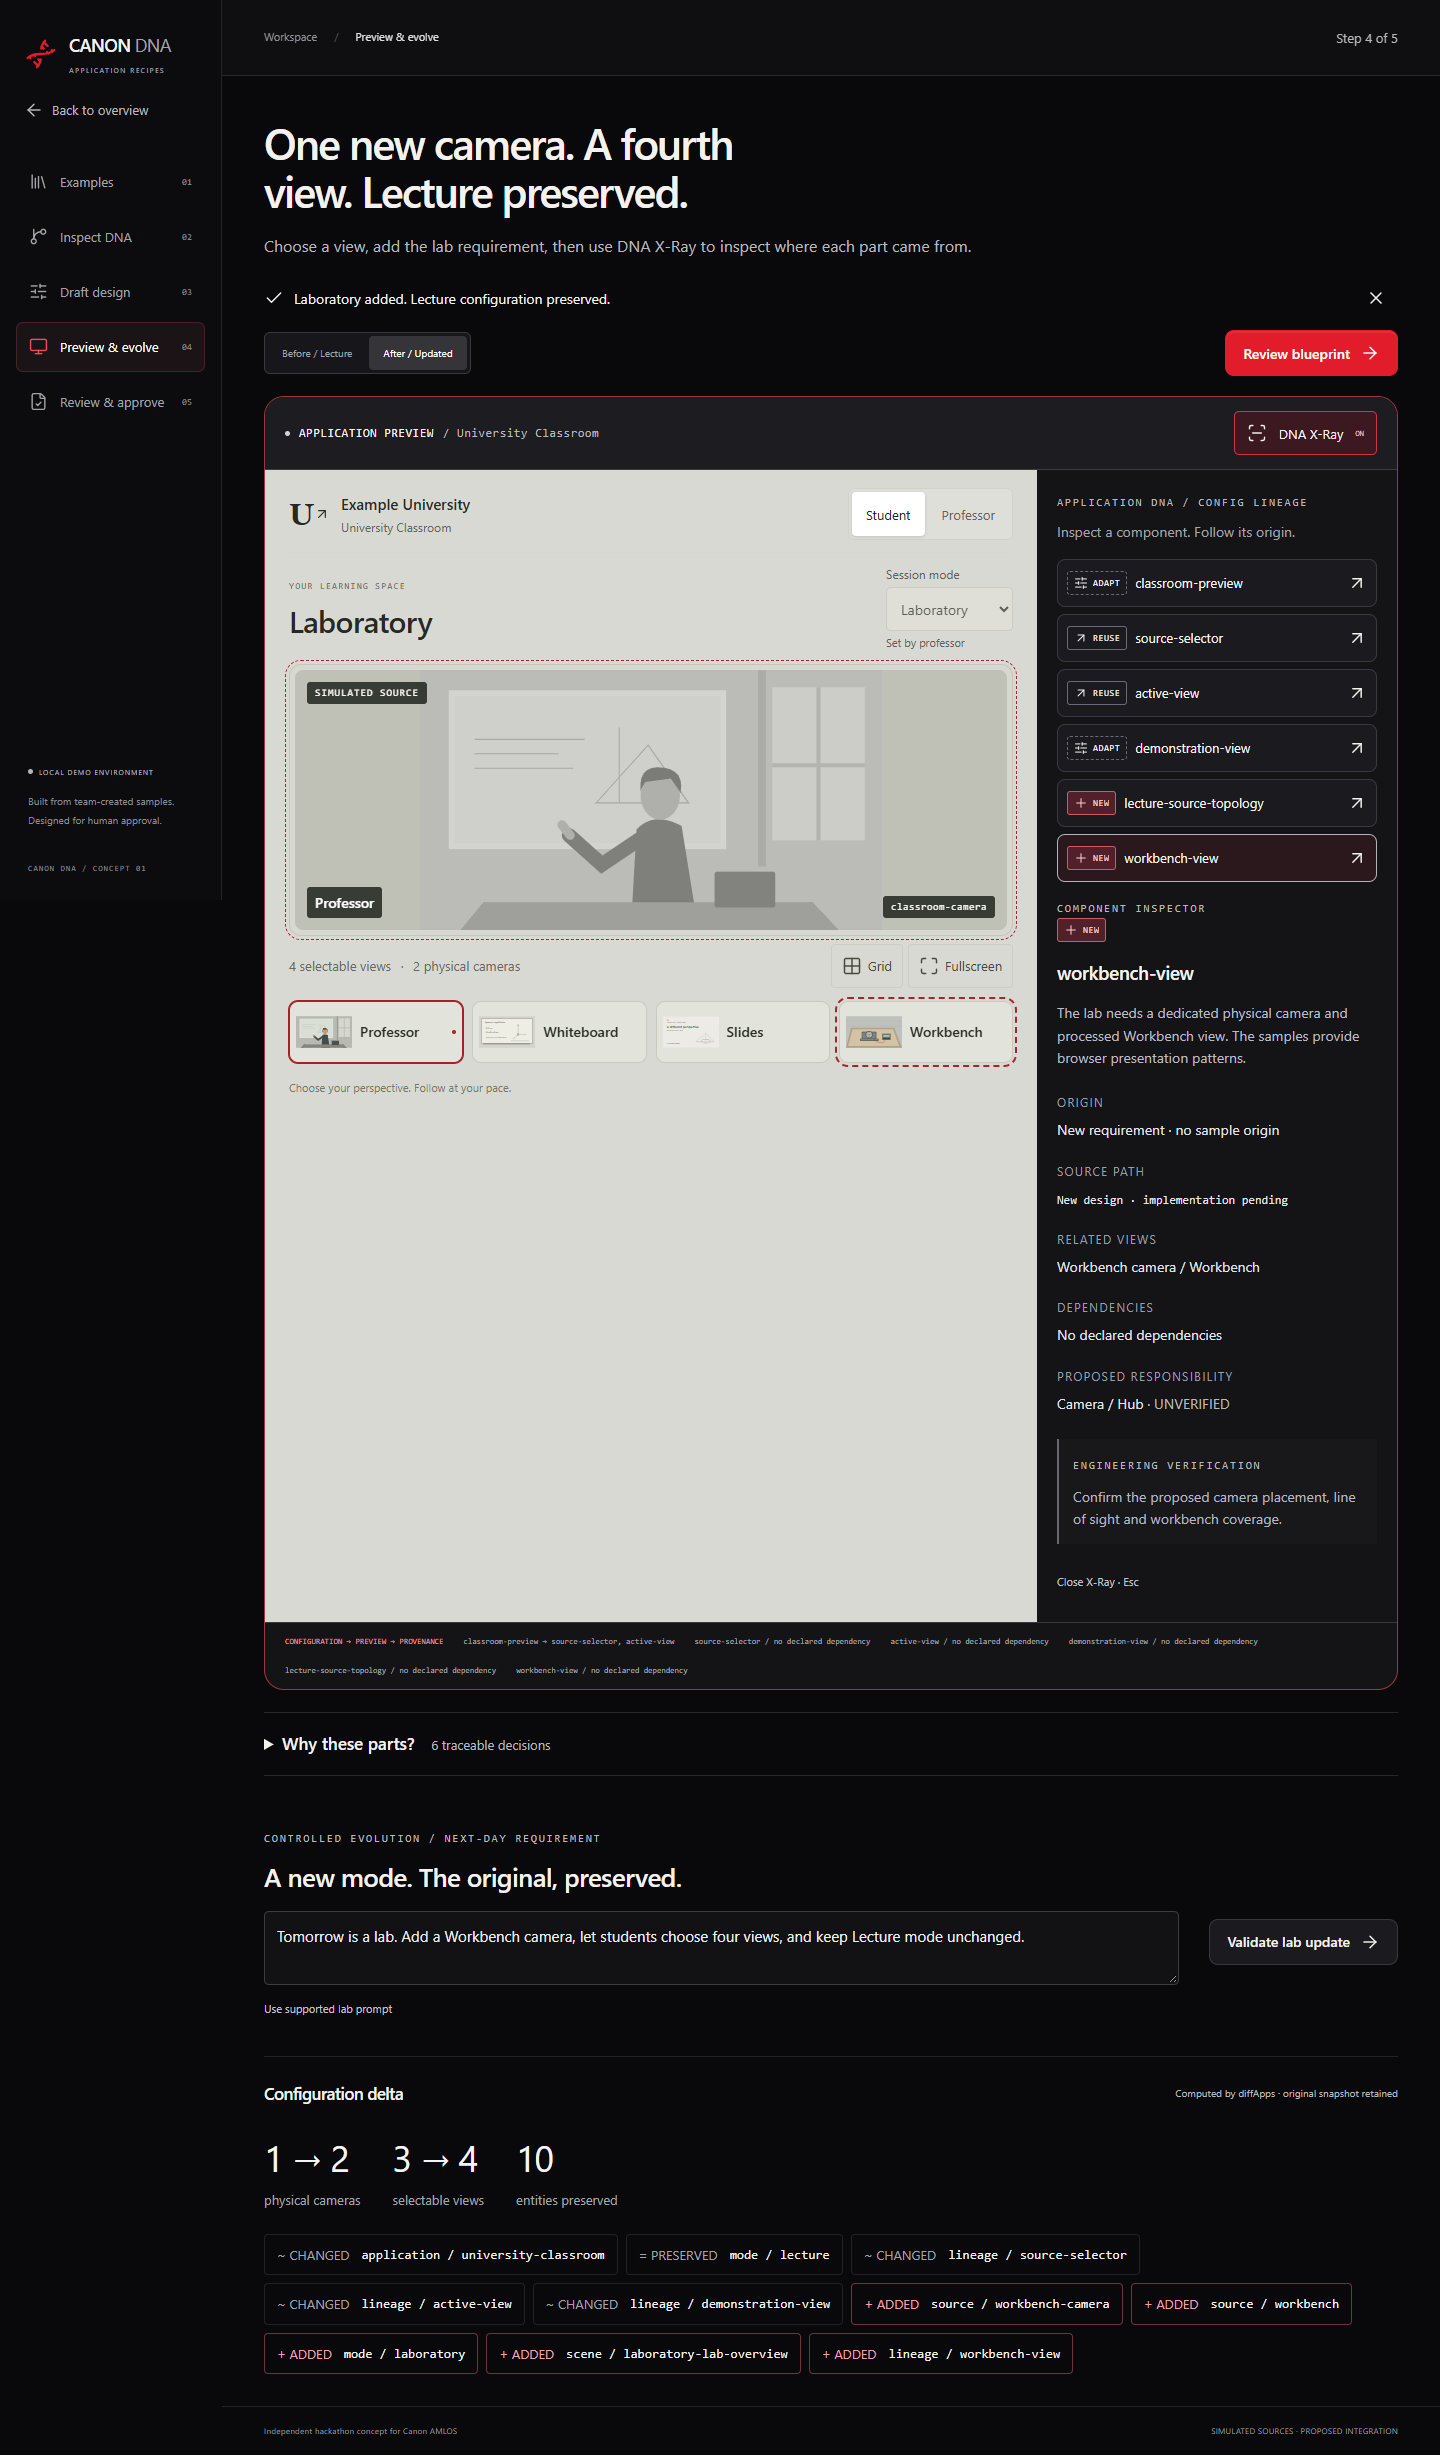 CANON DNA
APPLICATION RECIPES
Back to overview
Examples 01
Inspect DNA 02
Draft design 03
Preview & evolve 04
Review & approve 05
LOCAL DEMO ENVIRONMENT
Built from team-created samples.
Designed for human approval.
CANON DNA / CONCEPT 01
Workspace / Preview & evolve
Step 4 of 5
One new camera. A fourth
view. Lecture preserved.
Choose a view, add the lab requirement, then use DNA X-Ray to inspect where each part came from.
Laboratory added. Lecture configuration preserved.
Before / Lecture
After / Updated
Review blueprint
APPLICATION PREVIEW / University Classroom
DNA X-Ray ON
U
Example University
University Classroom
Student
Professor
YOUR LEARNING SPACE
Laboratory
Session mode
Laboratory
Set by professor
SIMULATED SOURCE
Professor
classroom-camera
4 selectable views · 2 physical cameras
Grid
Fullscreen
Professor
Whiteboard
Slides
Workbench
Choose your perspective. Follow at your pace.
APPLICATION DNA / CONFIG LINEAGE
Inspect a component. Follow its origin.
ADAPT classroom-preview
REUSE source-selector
REUSE active-view
ADAPT demonstration-view
NEW lecture-source-topology
NEW workbench-view
COMPONENT INSPECTOR
NEW
workbench-view
The lab needs a dedicated physical camera and
processed Workbench view. The samples provide
browser presentation patterns.
ORIGIN
New requirement · no sample origin
SOURCE PATH
New design · implementation pending
RELATED VIEWS
Workbench camera / Workbench
DEPENDENCIES
No declared dependencies
PROPOSED RESPONSIBILITY
Camera / Hub · UNVERIFIED
ENGINEERING VERIFICATION
Confirm the proposed camera placement, line
of sight and workbench coverage.
Close X-Ray · Esc
CONFIGURATION → PREVIEW → PROVENANCE classroom-preview → source-selector, active-view source-selector / no declared dependency active-view / no declared dependency demonstration-view / no declared dependency
lecture-source-topology / no declared dependency workbench-view / no declared dependency
Why these parts? 6 traceable decisions
CONTROLLED EVOLUTION / NEXT-DAY REQUIREMENT
A new mode. The original, preserved.
Tomorrow is a lab. Add a Workbench camera, let students choose four views, and keep Lecture mode unchanged.
Validate lab update
Use supported lab prompt
Configuration delta
Computed by diffApps · original snapshot retained
1 → 2 3 → 4 10
physical cameras selectable views entities preserved
~ CHANGED application / university-classroom = PRESERVED mode / lecture ~ CHANGED lineage / source-selector
~ CHANGED lineage / active-view ~ CHANGED lineage / demonstration-view + ADDED source / workbench-camera + ADDED source / workbench
+ ADDED mode / laboratory + ADDED scene / laboratory-lab-overview + ADDED lineage / workbench-view
Independent hackathon concept for Canon AMLOS
SIMULATED SOURCES · PROPOSED INTEGRATION